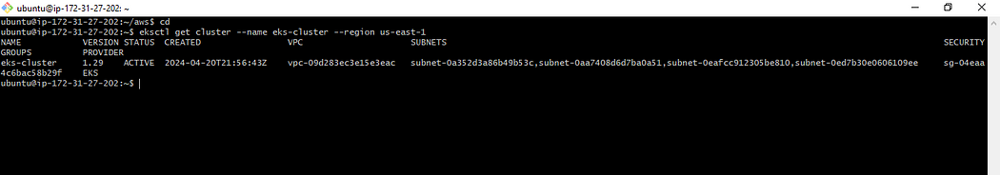 ubuntu@ip-172-31-27-202: ~
ubuntu@ip-172-31-27-202:~/aws$ cd
ubuntu@ip-172-31-27-202:~$ eksctl get cluster --name eks-cluster --region us-east-1
NAME VERSION STATUS CREATED VPC SUBNETS SECURITY
GROUPS PROVIDER
eks-cluster 1.29 ACTIVE 2024-04-20T21:56:43Z vpc-09d283ec3e15e3eac subnet-0a352d3a86b49b53c,subnet-0aa7408d6d7ba0a51,subnet-0eafcc912305be810,subnet-0ed7b30e0606109ee sg-04eaa
4c6bac58b29f EKS
ubuntu@ip-172-31-27-202:~$